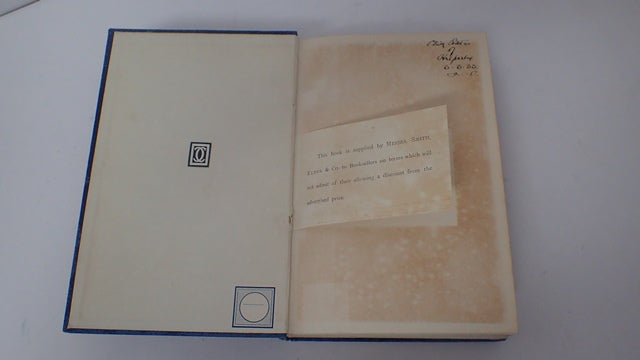 This book is supplied by MESSRS. SMITH,
ELDER & Co. to Booksellers on terms which will
not admit of their allowing a discount from the
advertised price.